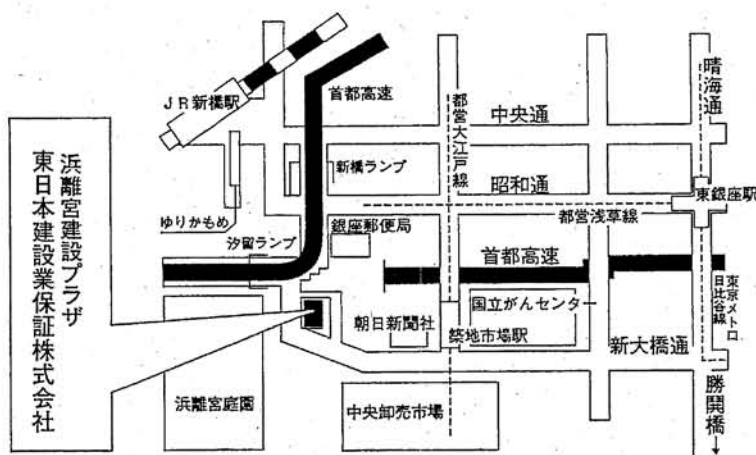 浜離宮建設プラザ
東日本建設業保証株式会社
JR新橋駅
首都高速
都営大江戸線
中央通
晴海通
新橋ランプ
昭和通
東銀座駅
ゆりかもめ
都営浅草線
汐留ランプ
銀座郵便局
首都高速
東京メトロ
日比谷線
国立がんセンター
朝日新聞社
築地市場駅
新大橋通
浜離宮庭園
中央卸売市場
勝開橋